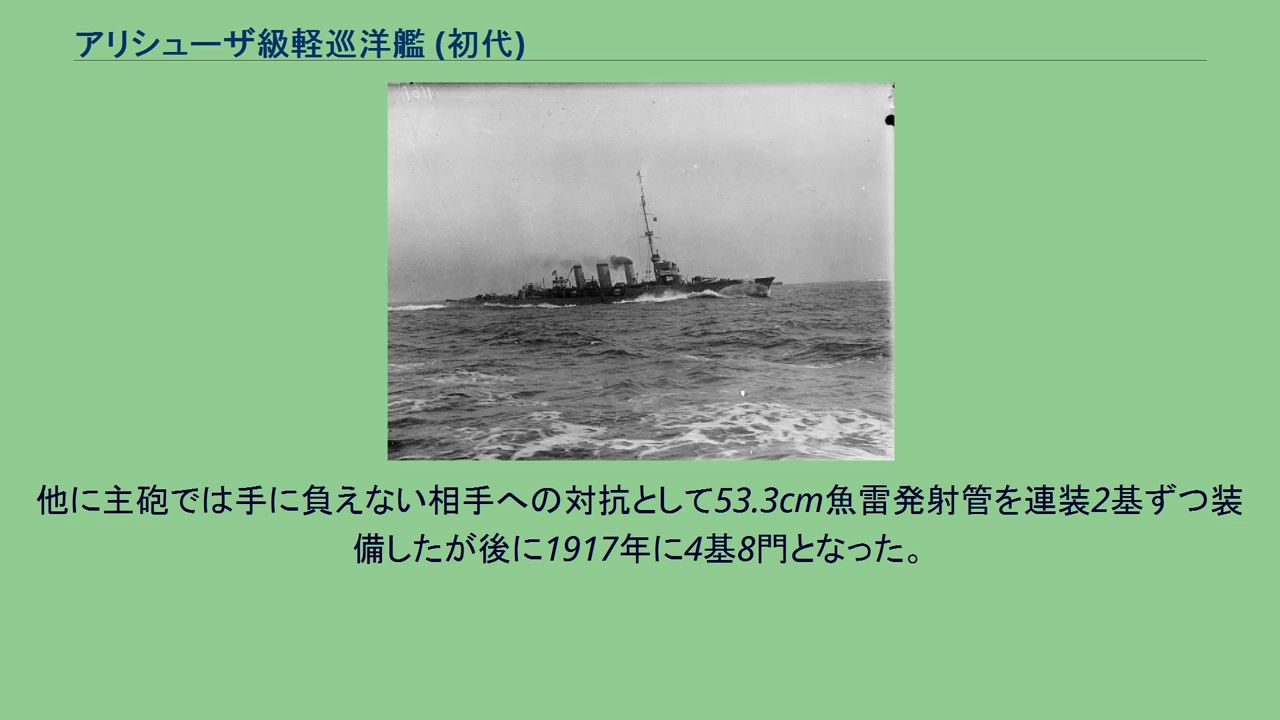 アリシューザ級軽巡洋艦 (初代)
他に主砲では手に負えない相手への対抗として53.3cm魚雷発射管を連装2基ずつ装
備したが後に1917年に4基8門となった。